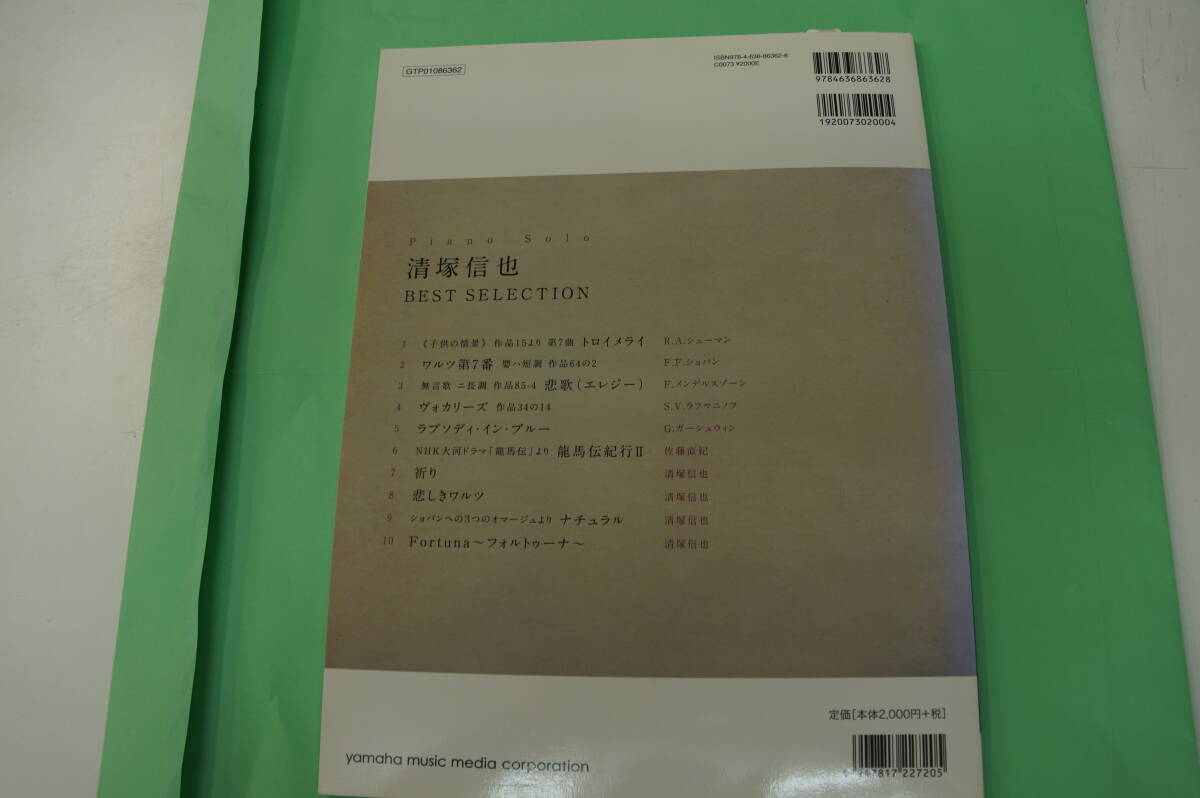 GTP01086362
ISBN978-4-636-86362-8
C0073 ¥2000E
9784636863628
1920073020004
Piano Solo
清塚信也
BEST SELECTION
1 《子供の情景》 作品15より 第7曲 トロイメライ R.A.シューマン
2 ワルツ第7番 嬰ハ短調 作品64の2 F.F.ショパン
3 無言歌 ニ長調 作品85-4 悲歌(エレジー) F.メンデルスゾーン
4 ヴォカリーズ 作品34の14 S.V.ラフマニノフ
5 ラプソディ・イン・ブルー G.ガーシュウィン
6 NHK大河ドラマ「龍馬伝」より 龍馬伝紀行II 佐藤直紀
7 祈り 清塚信也
8 悲しきワルツ 清塚信也
9 ショパンへの3つのオマージュより ナチュラル 清塚信也
10 Fortuna〜フォルトゥーナ〜 清塚信也
定価[本体2,000円+税]
yamaha music media corporation
817 227205